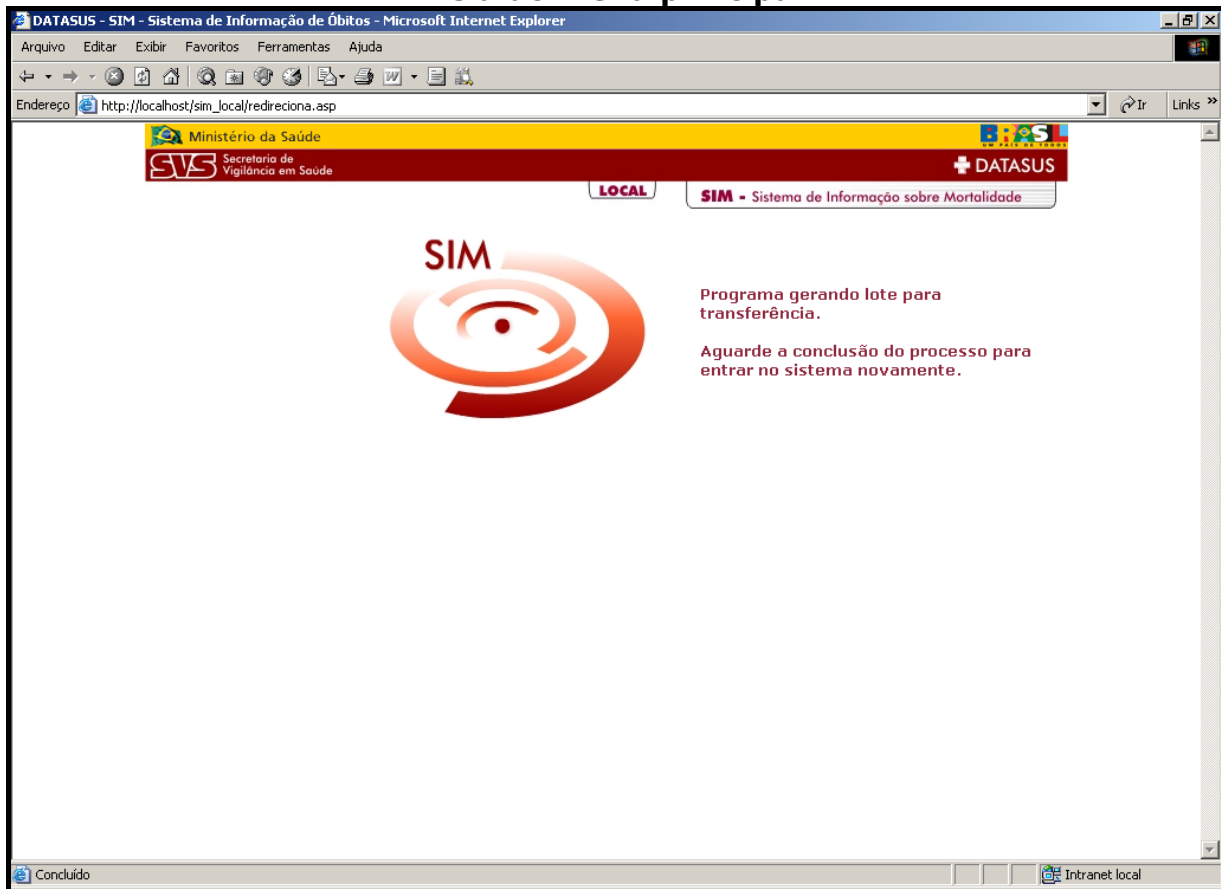 DATASUS - SIM - Sistema de Informação de Óbitos - Microsoft Internet Explorer
Arquivo Editar Exibir Favoritos Ferramentas Ajuda
Endereço http://localhost/sim_local/redireciona.asp Ir Links »
Ministério da Saúde
BRASIL
UM PAÍS DE TODOS
SVS Secretaria de
Vigilância em Saúde
DATASUS
LOCAL
SIM - Sistema de Informação sobre Mortalidade
SIM
Programa gerando lote para
transferência.
Aguarde a conclusão do processo para
entrar no sistema novamente.
Concluído
Intranet local